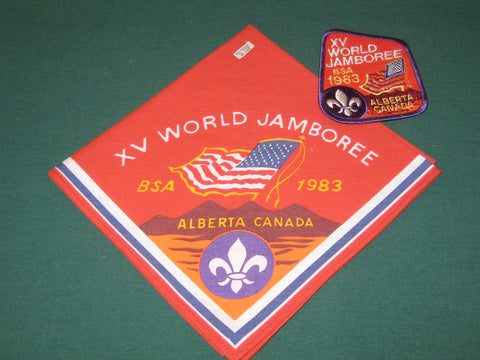 XV WORLD JAMBOREE
BSA 1983
ALBERTA CANADA
XV
WORLD
JAMBOREE
BSA
1983
ALBERTA
CANADA